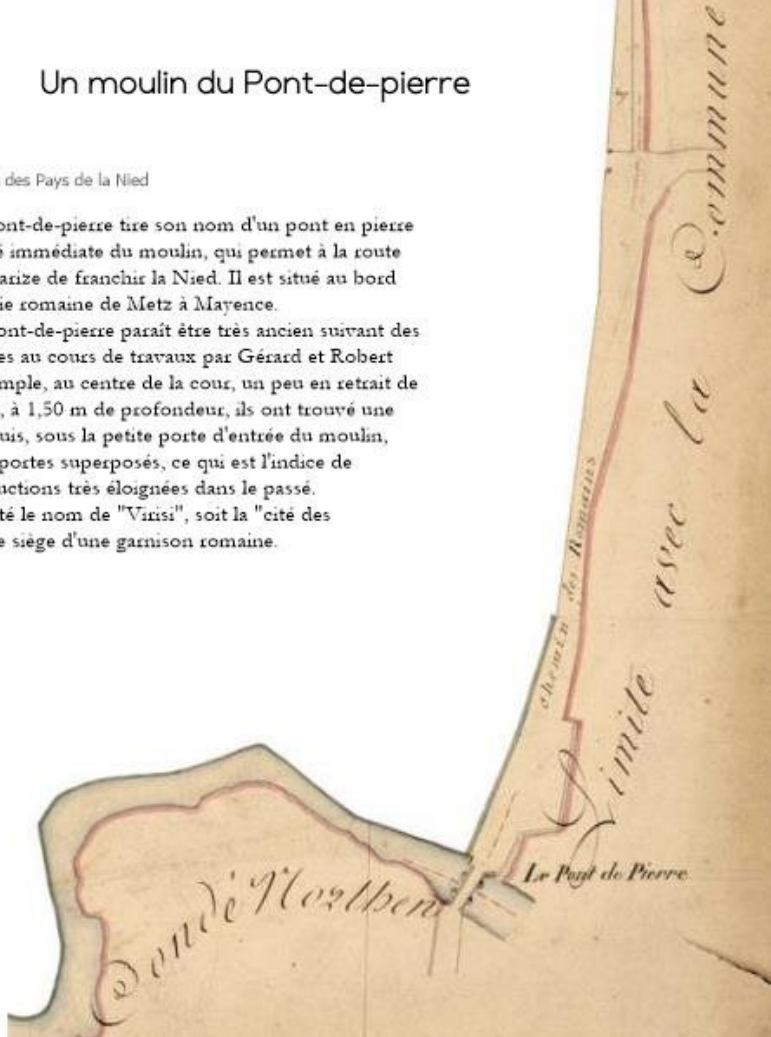 Un moulin du Pont-de-pierre
des Pays de la Nied
ont-de-pierre tire son nom d'un pont en pierre
é immédiate du moulin, qui permet à la route
arize de franchir la Nied. Il est situé au bord
ie romaine de Metz à Mayence.
ont-de-pierre paraît être très ancien suivant des
es au cours de travaux par Gérard et Robert
mple, au centre de la cour, un peu en retrait de
, à 1,50 m de profondeur, ils ont trouvé une
uis, sous la petite porte d'entrée du moulin,
portes superposés, ce qui est l'indice de
uctions très éloignées dans le passé.
té le nom de "Virisi", soit la "cité des
e siège d'une garnison romaine.
Limite avec la Commune
chemin des Romains
Le Pont de Pierre
Condé Northen